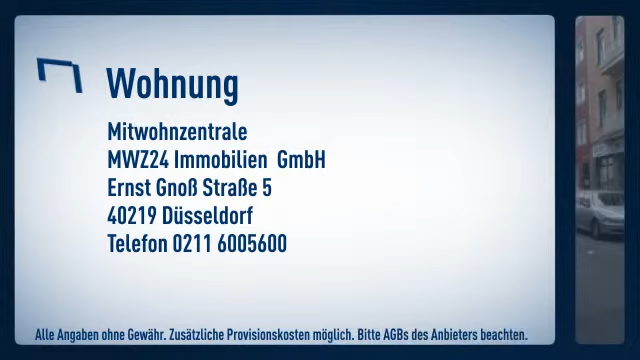 Wohnung
Mitwohnzentrale
MWZ24 Immobilien GmbH
Ernst Gnoß Straße 5
40219 Düsseldorf
Telefon 0211 6005600
Alle Angaben ohne Gewähr. Zusätzliche Provisionskosten möglich. Bitte AGBs des Anbieters beachten.